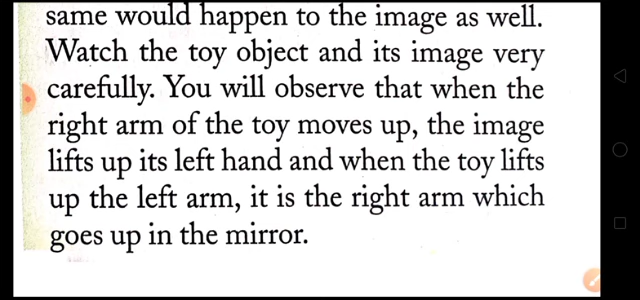 same would happen to the image as well.
Watch the toy object and its image very
carefully. You will observe that when the
right arm of the toy moves up, the image
lifts up its left hand and when the toy lifts
up the left arm, it is the right arm which
goes up in the mirror.